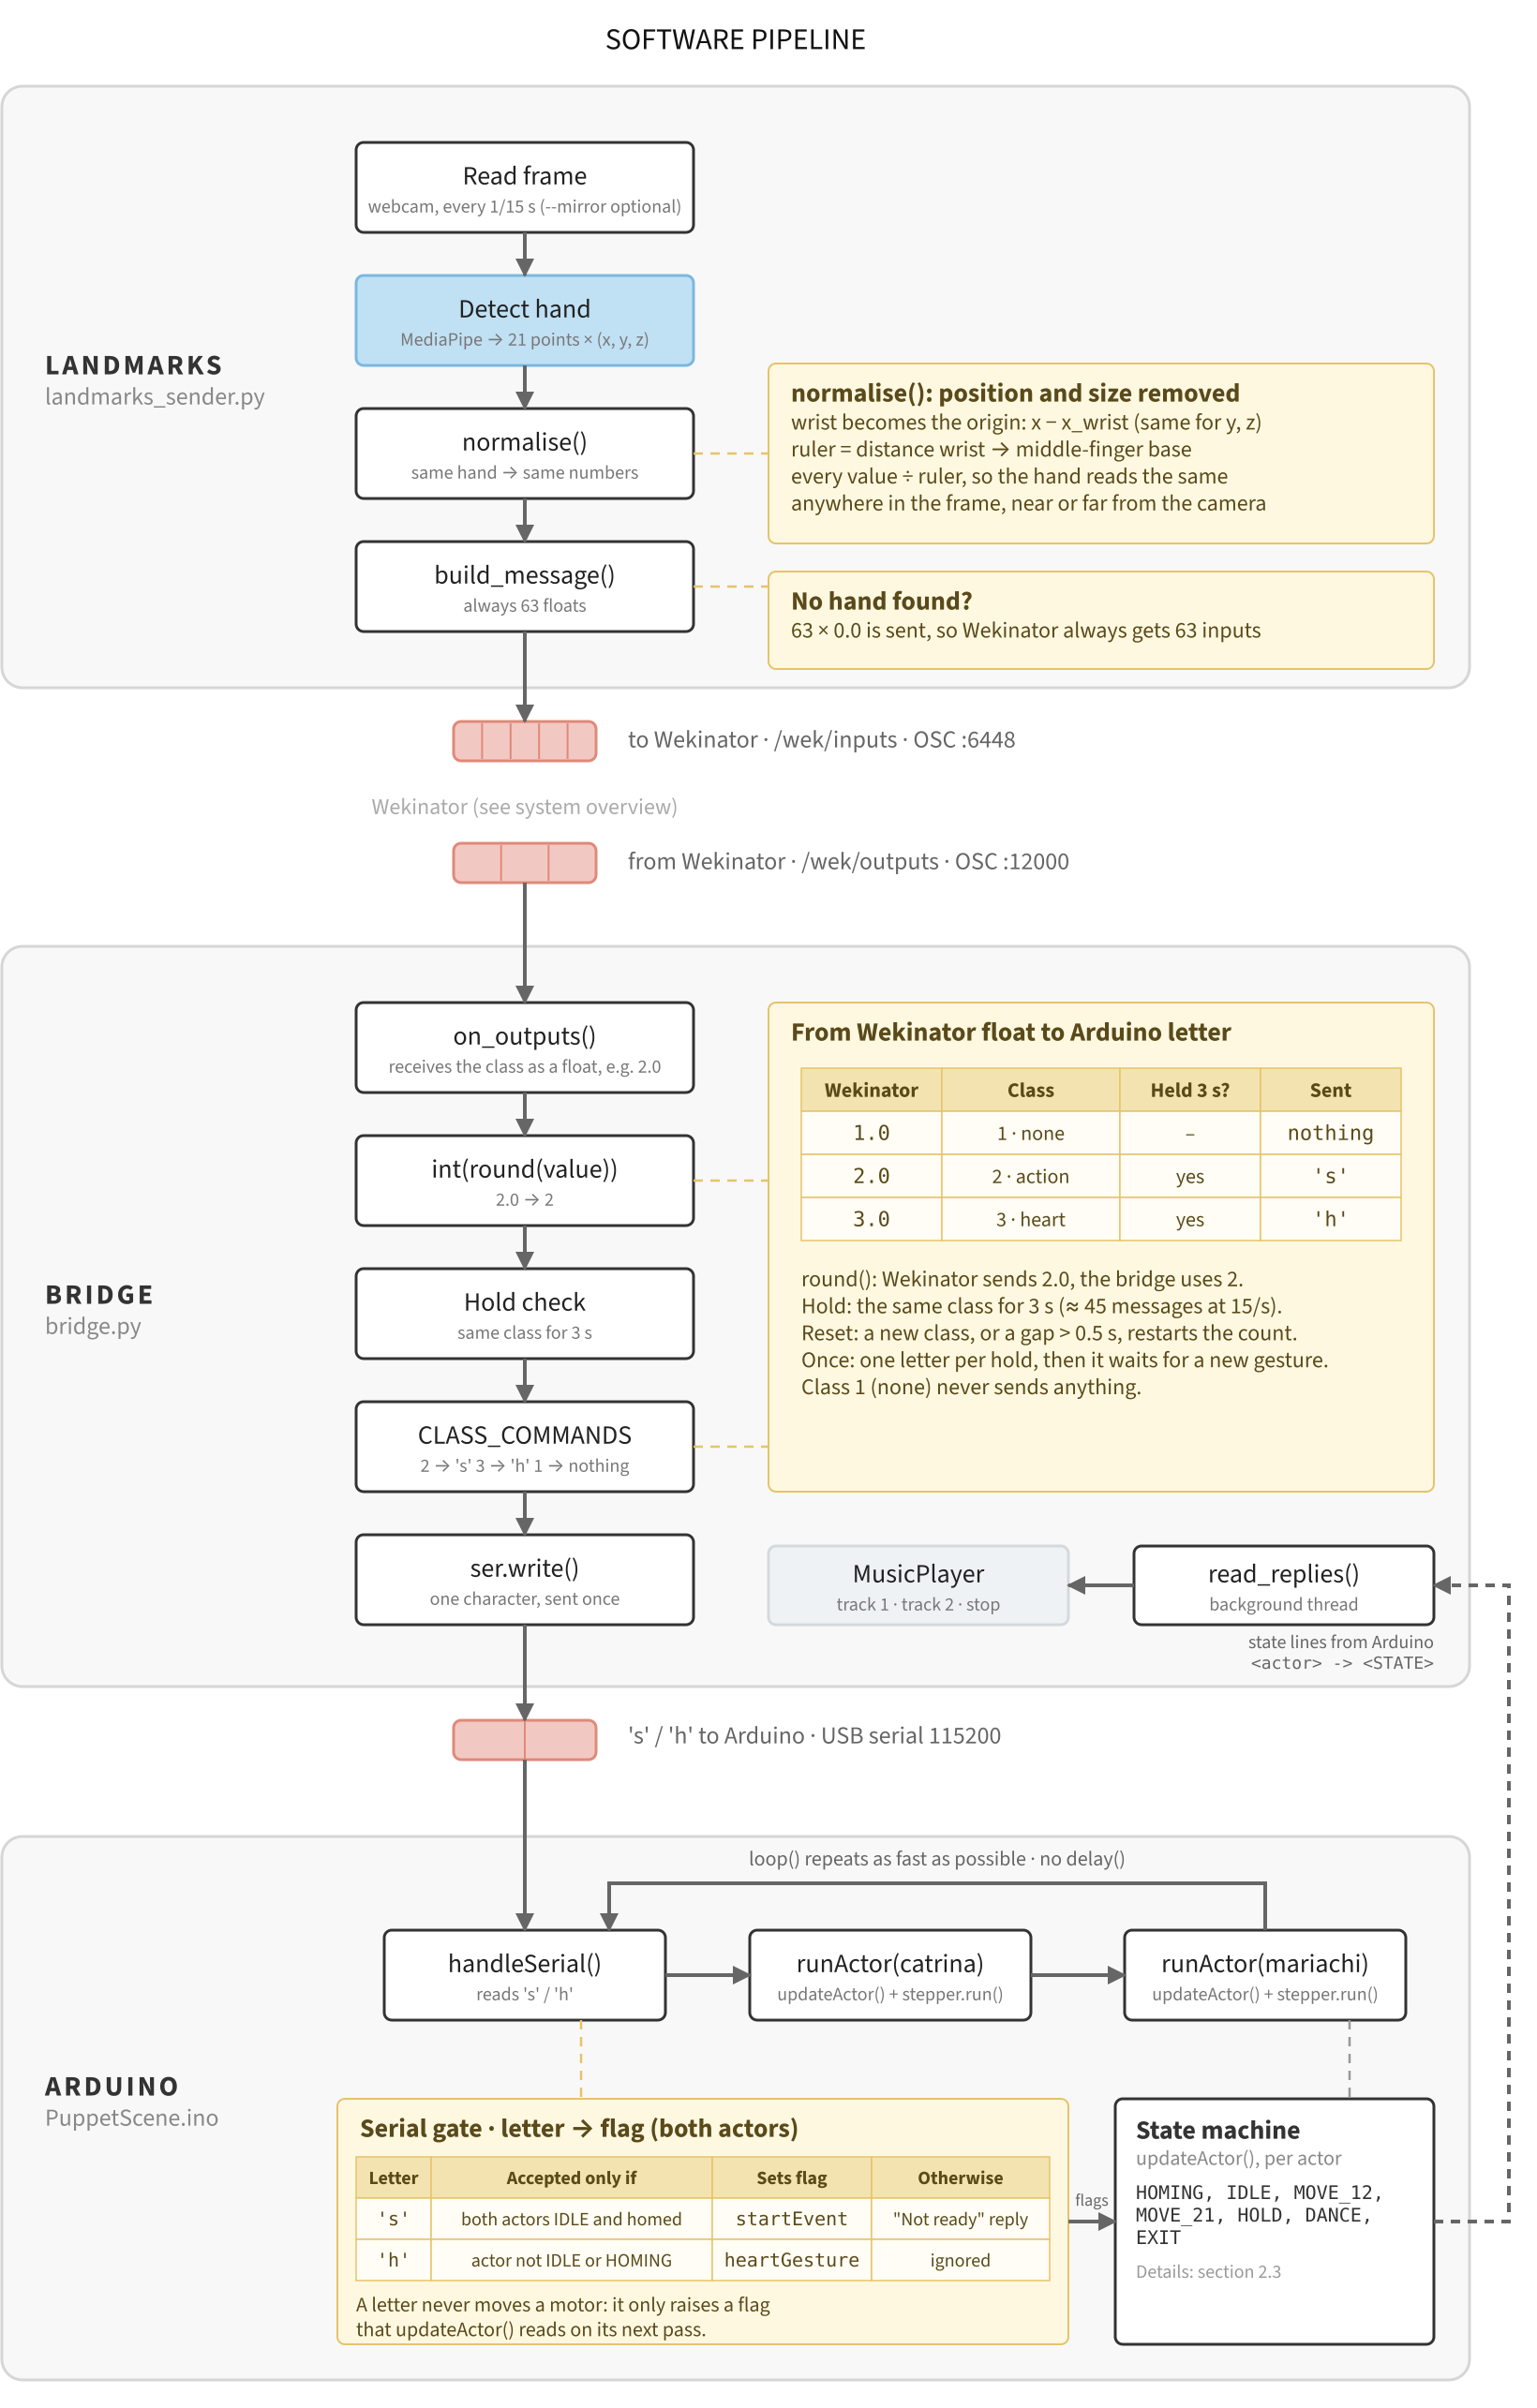 SOFTWARE PIPELINE
Read frame
webcam, every 1/15 s (--mirror optional)
Detect hand
MediaPipe → 21 points × (x, y, z)
LANDMARKS
landmarks_sender.py
normalise()
same hand → same numbers
normalise(): position and size removed
wrist becomes the origin: x − x_wrist (same for y, z)
ruler = distance wrist → middle-finger base
every value ÷ ruler, so the hand reads the same
anywhere in the frame, near or far from the camera
build_message()
always 63 floats
No hand found?
63 × 0.0 is sent, so Wekinator always gets 63 inputs
to Wekinator · /wek/inputs · OSC :6448
Wekinator (see system overview)
from Wekinator · /wek/outputs · OSC :12000
BRIDGE
bridge.py
on_outputs()
receives the class as a float, e.g. 2.0
int(round(value))
2.0 → 2
Hold check
same class for 3 s
CLASS_COMMANDS
2 → 's' 3 → 'h' 1 → nothing
ser.write()
one character, sent once
From Wekinator float to Arduino letter
Wekinator Class Held 3 s? Sent
1.0 1 · none – nothing
2.0 2 · action yes 's'
3.0 3 · heart yes 'h'
round(): Wekinator sends 2.0, the bridge uses 2.
Hold: the same class for 3 s (≈ 45 messages at 15/s).
Reset: a new class, or a gap > 0.5 s, restarts the count.
Once: one letter per hold, then it waits for a new gesture.
Class 1 (none) never sends anything.
MusicPlayer
track 1 · track 2 · stop
read_replies()
background thread
state lines from Arduino
<actor> -> <STATE>
's' / 'h' to Arduino · USB serial 115200
loop() repeats as fast as possible · no delay()
handleSerial()
reads 's' / 'h'
runActor(catrina)
updateActor() + stepper.run()
runActor(mariachi)
updateActor() + stepper.run()
ARDUINO
PuppetScene.ino
Serial gate · letter → flag (both actors)
Letter Accepted only if Sets flag Otherwise
's' both actors IDLE and homed startEvent "Not ready" reply
'h' actor not IDLE or HOMING heartGesture ignored
A letter never moves a motor: it only raises a flag
that updateActor() reads on its next pass.
flags
State machine
updateActor(), per actor
HOMING, IDLE, MOVE_12,
MOVE_21, HOLD, DANCE,
EXIT
Details: section 2.3